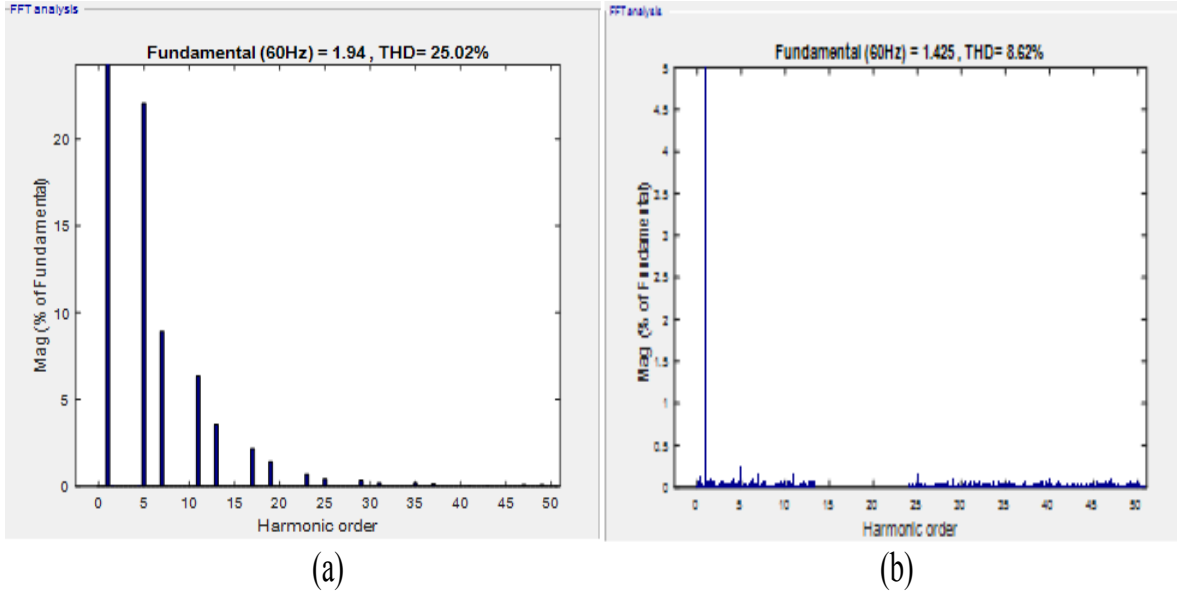 FFT analysis
Fundamental (60Hz) = 1.94 , THD= 25.02%
20
15
10
5
0
Mag (% of Fundamental)
0 5 10 15 20 25 30 35 40 45 50
Harmonic order
(a)
FFT analysis
Fundamental (60Hz) = 1.425 , THD= 8.62%
5
4.5
4
3.5
3
2.5
2
1.5
1
0.5
0
Mag (% of Fundamental)
0 5 10 15 20 25 30 35 40 45 50
Harmonic order
(b)